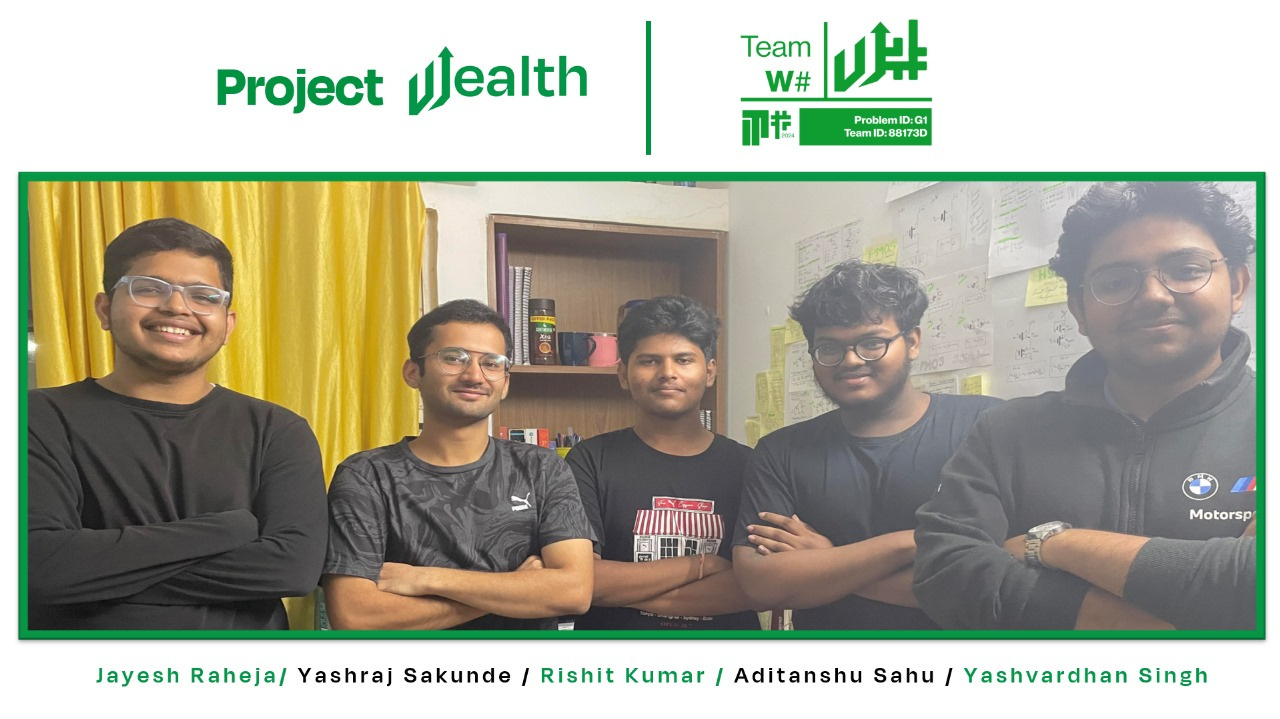 Project Wealth
Team
W#
2024
Problem ID: G1
Team ID: 88173D
PUMA
BMW
Motorspo
Jayesh Raheja/ Yashraj Sakunde / Rishit Kumar / Aditanshu Sahu / Yashvardhan Singh